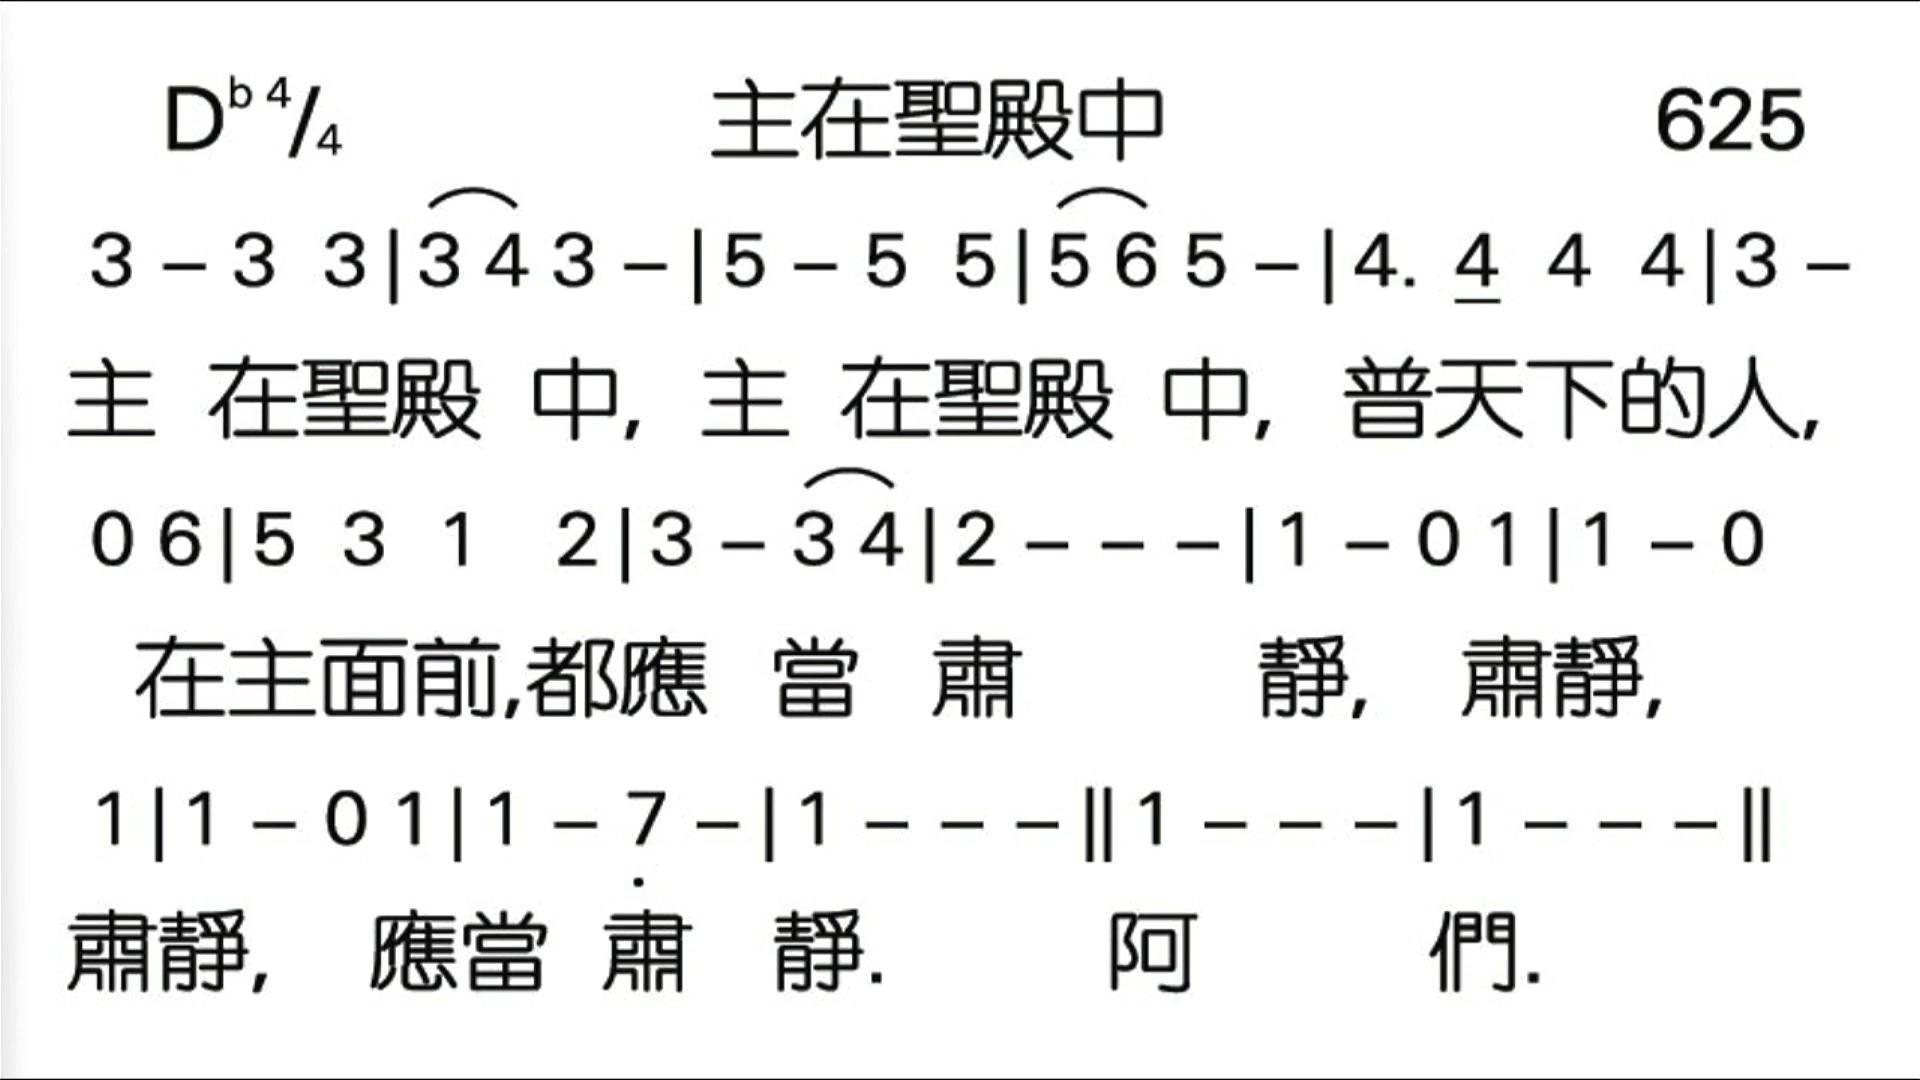 D♭ 4/4 主在聖殿中 625
3 – 3 3 | 3 4 3 – | 5 – 5 5 | 5 6 5 – | 4. 4 4 4 | 3 –
主 在聖殿 中, 主 在聖殿 中, 普天下的人,
0 6 | 5 3 1 2 | 3 – 3 4 | 2 – – – | 1 – 0 1 | 1 – 0
在主面前,都應 當 肅 靜, 肅靜,
1 | 1 – 0 1 | 1 – 7̣ – | 1 – – – || 1 – – – | 1 – – – ||
肅靜, 應當 肅 靜. 阿 們.